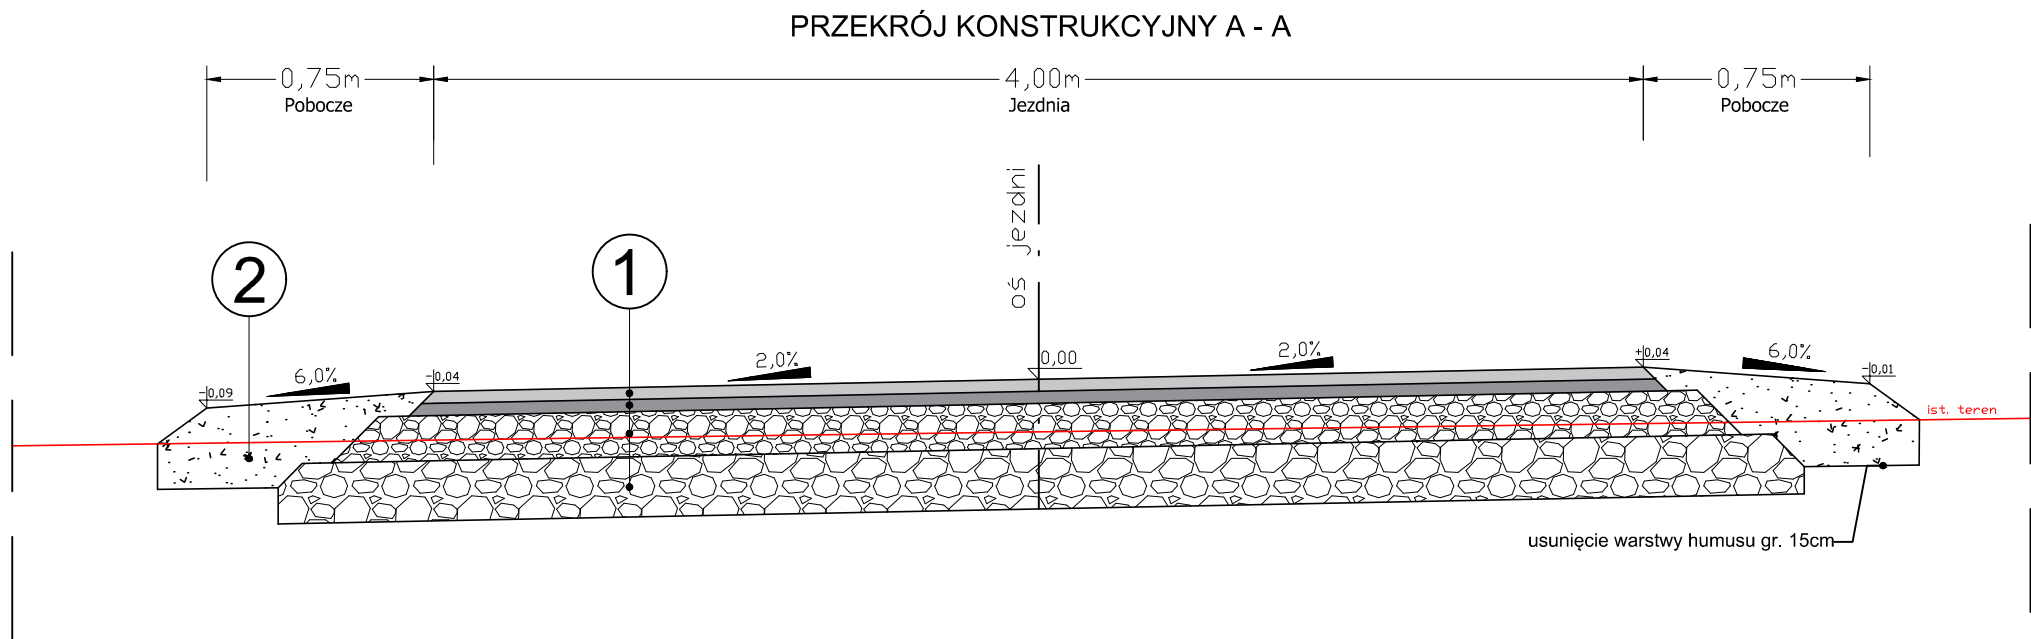 PRZEKRÓJ KONSTRUKCYJNY A - A
0,75m
4,00m
0,75m
Pobocze
Jezdnia
Pobocze
oś jezdni
2
1
6,0%
2,0%
2,0%
6,0%
-0,09
-0,04
0,00
+0,04
-0,01
ist. teren
usunięcie warstwy humusu gr. 15cm